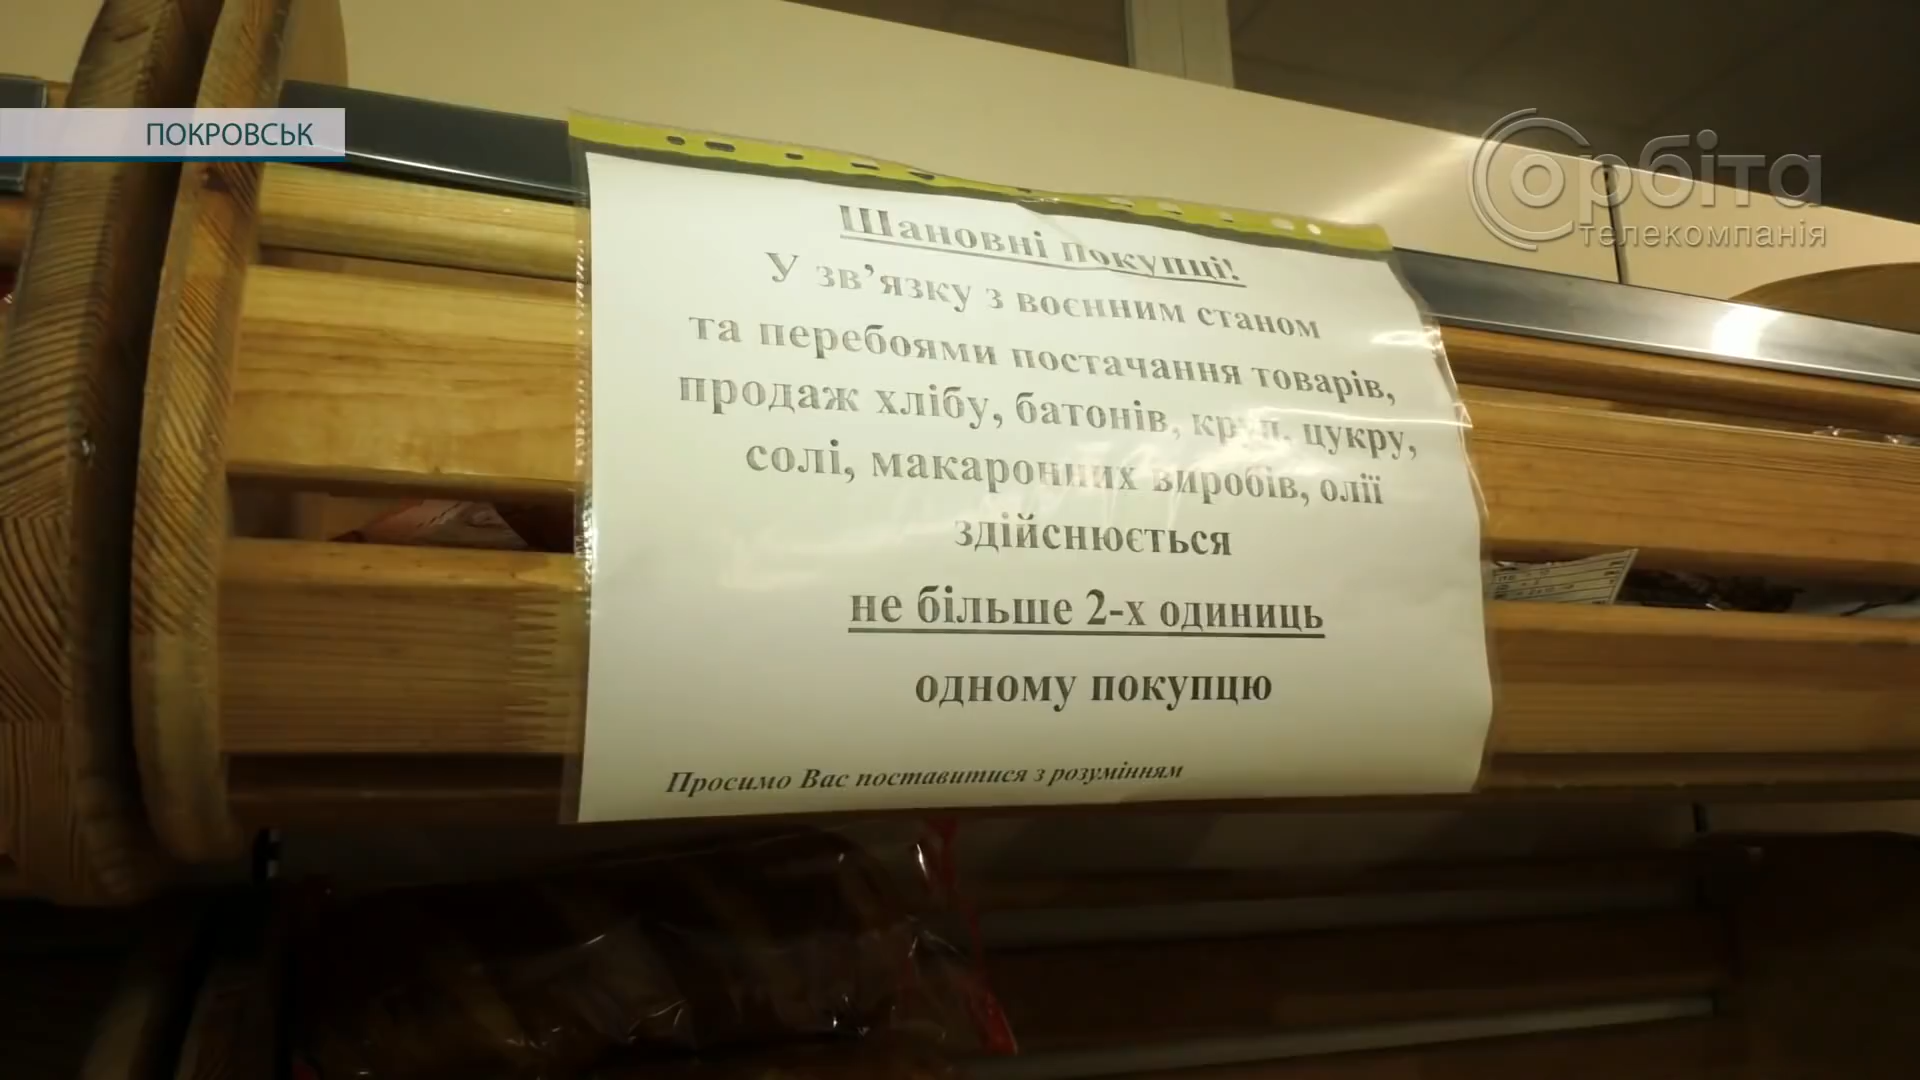 ПОКРОВСЬК
Орбіта
телекомпанія
Шановні покупці!
У зв’язку з воєнним станом
та перебоями постачання товарів,
продаж хлібу, батонів, круп, цукру,
солі, макаронних виробів, олії
здійснюється
не більше 2-х одиниць
одному покупцю
Просимо Вас поставитися з розумінням